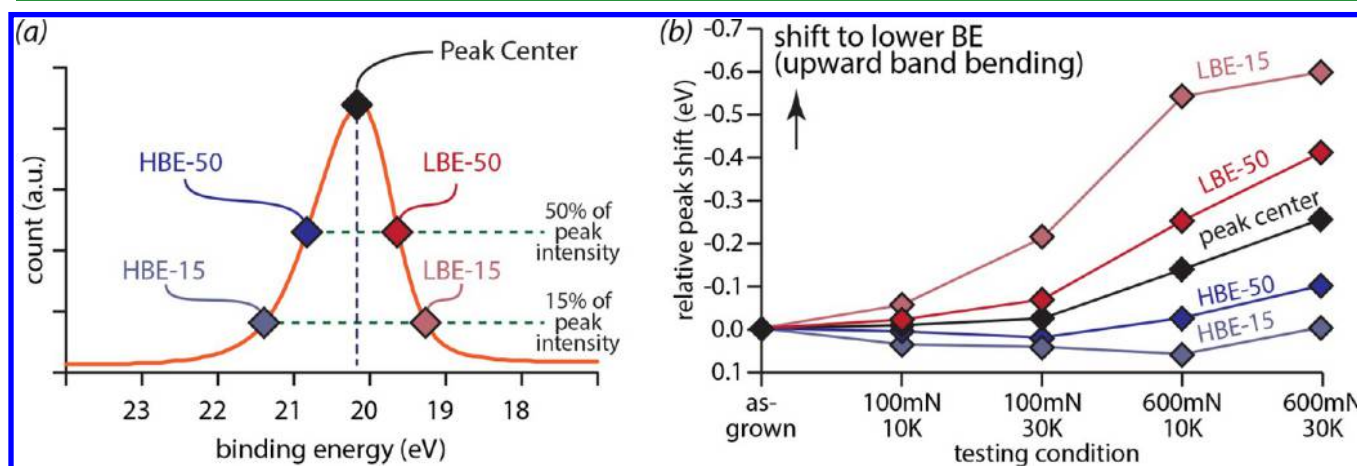 (a)
Peak Center
HBE-50
LBE-50
50% of
peak
intensity
HBE-15
LBE-15
15% of
peak
intensity
count (a.u.)
23 22 21 20 19 18
binding energy (eV)
(b)
shift to lower BE
(upward band bending)
LBE-15
LBE-50
peak center
HBE-50
HBE-15
relative peak shift (eV)
-0.7
-0.6
-0.5
-0.4
-0.3
-0.2
-0.1
0.0
0.1
as- 100mN 100mN 600mN 600mN
grown 10K 30K 10K 30K
testing condition